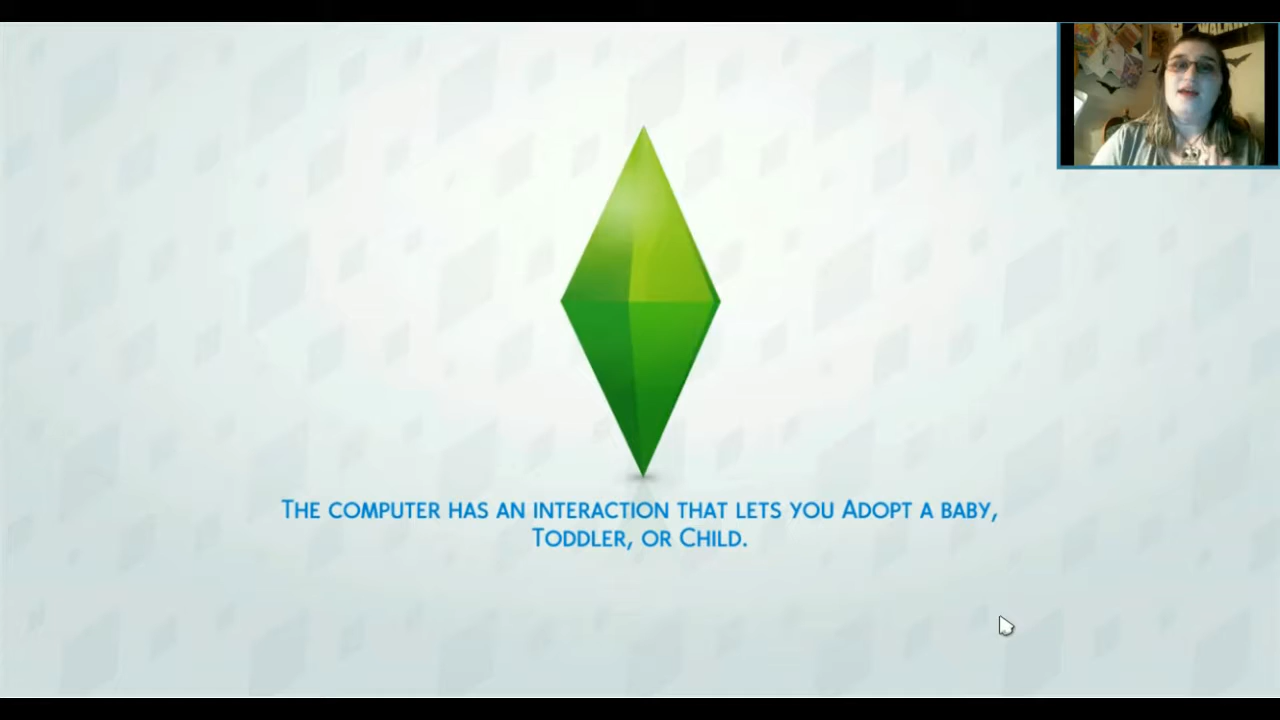 THE COMPUTER HAS AN INTERACTION THAT LETS YOU ADOPT A BABY,
TODDLER, OR CHILD.